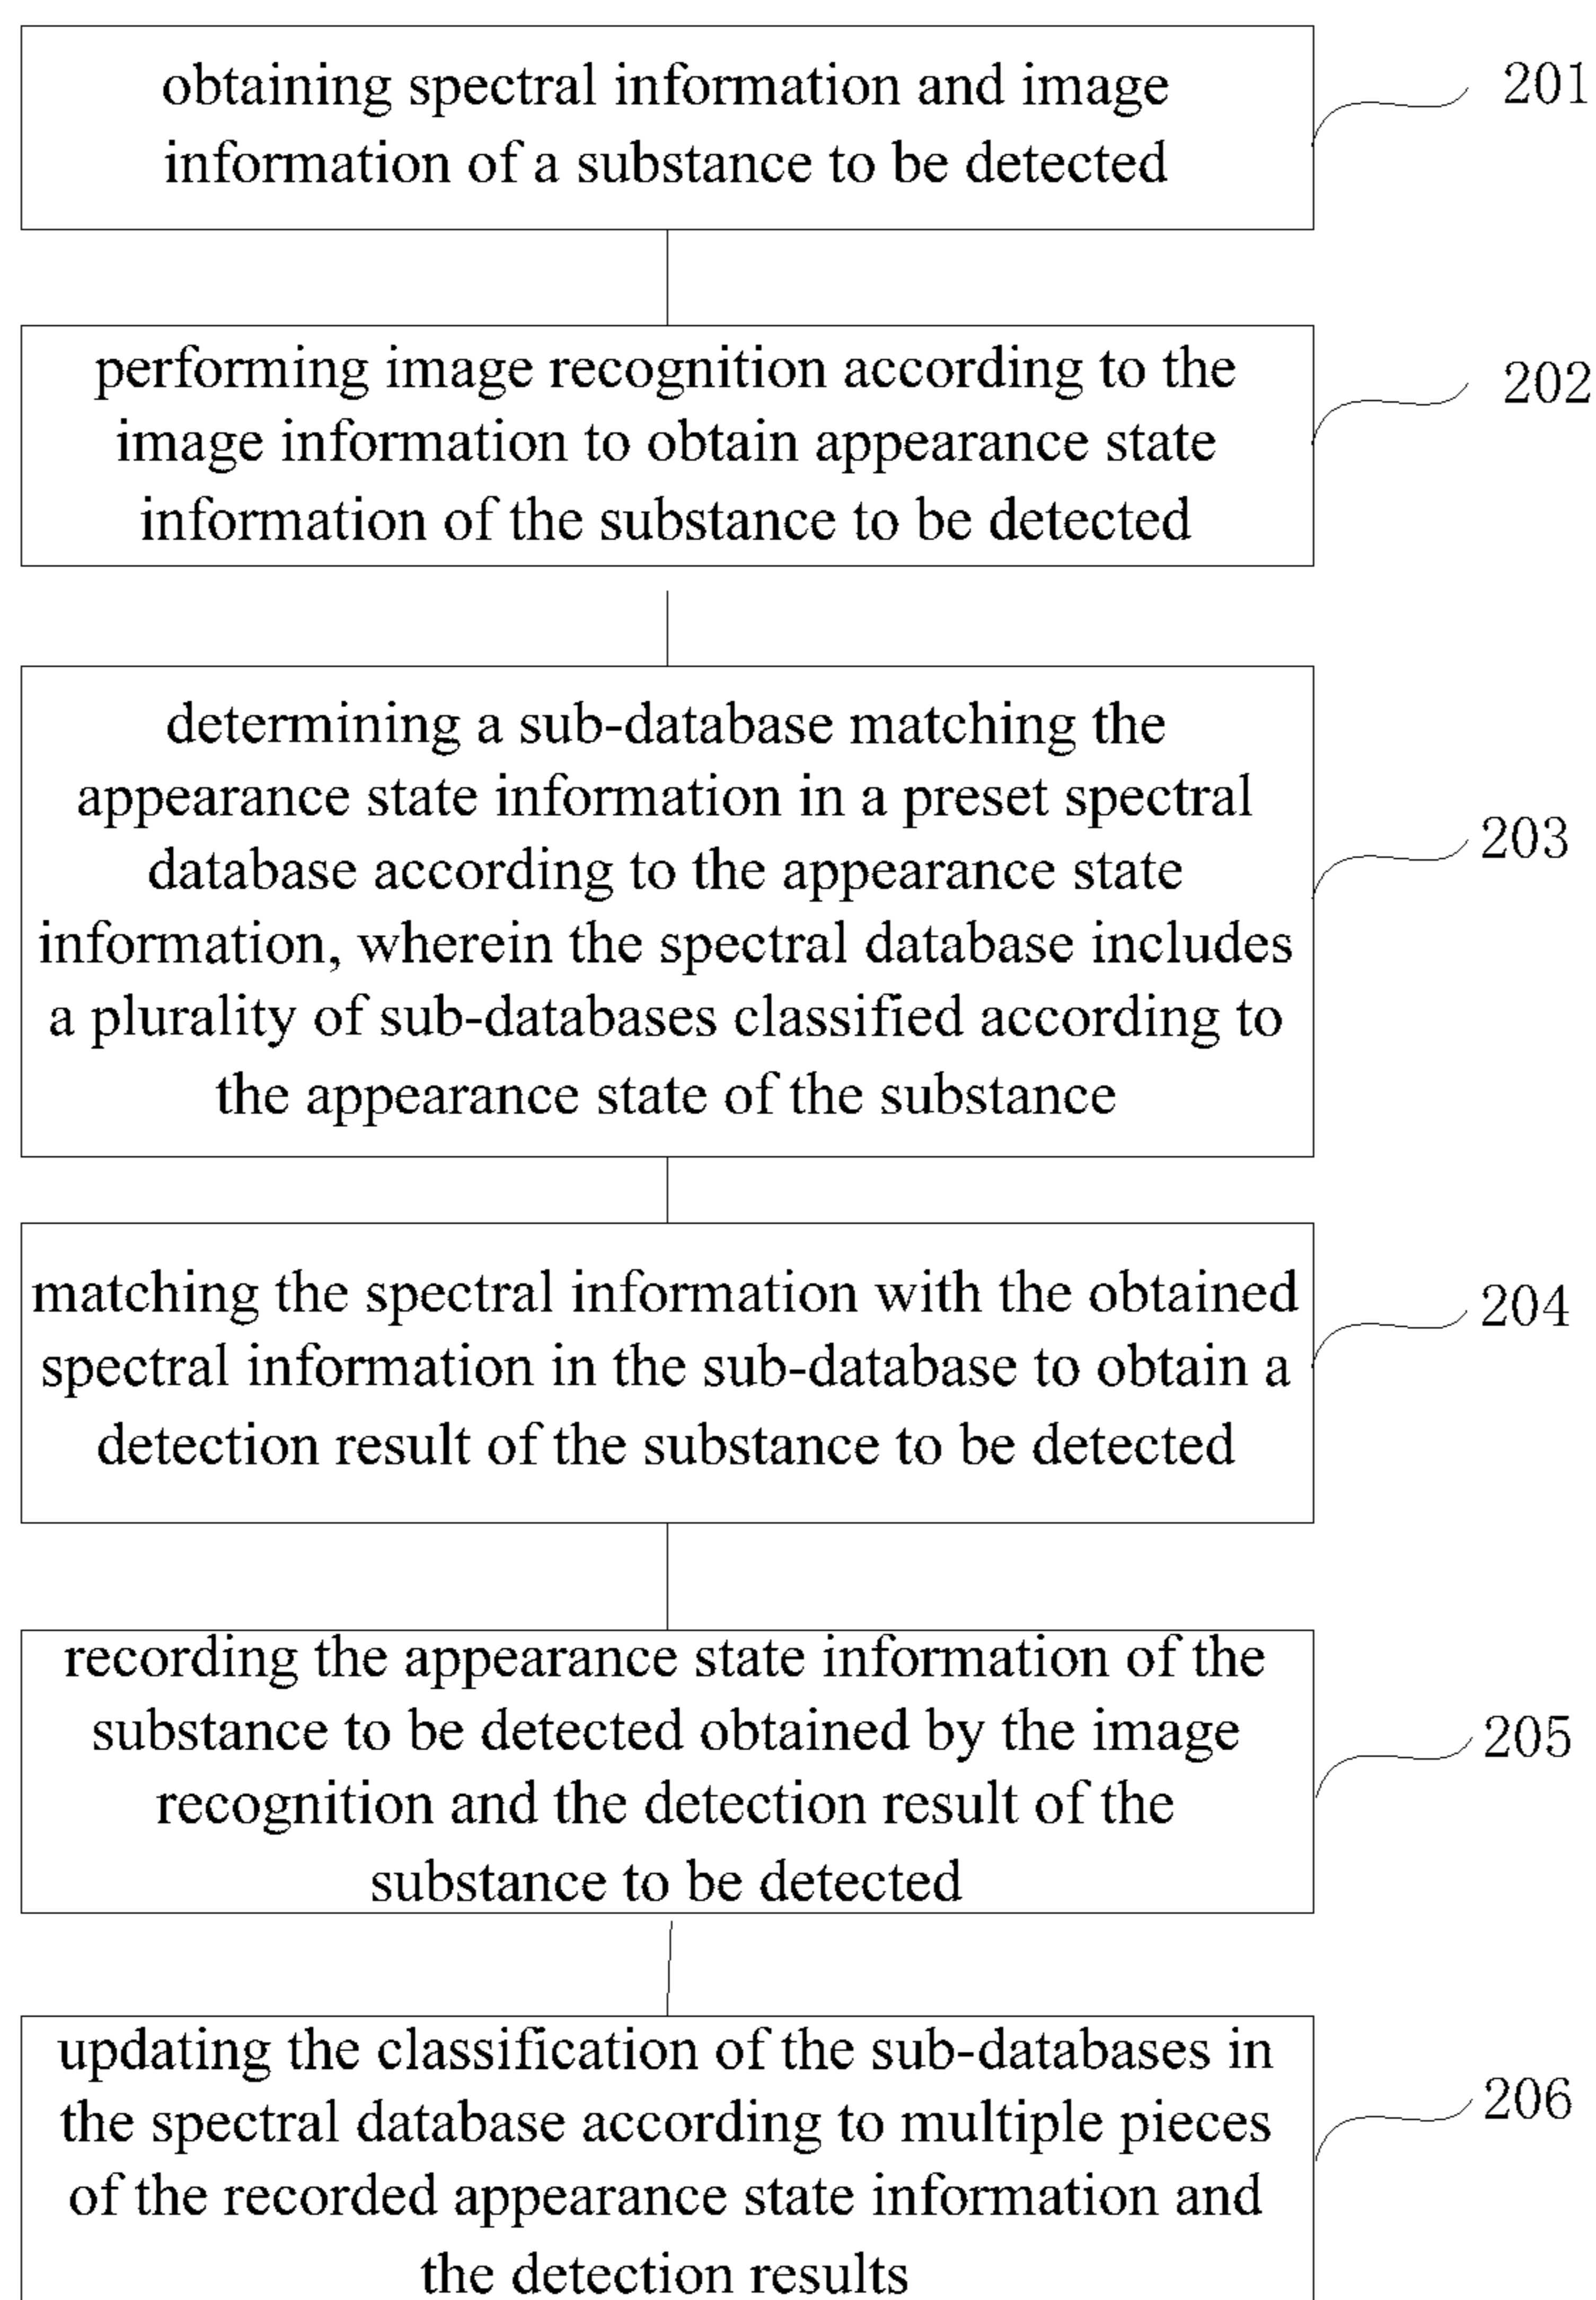 obtaining spectral information and image
information of a substance to be detected
201
performing image recognition according to the
image information to obtain appearance state
information of the substance to be detected
202
determining a sub-database matching the
appearance state information in a preset spectral
database according to the appearance state
information, wherein the spectral database includes
a plurality of sub-databases classified according to
the appearance state of the substance
203
matching the spectral information with the obtained
spectral information in the sub-database to obtain a
detection result of the substance to be detected
204
recording the appearance state information of the
substance to be detected obtained by the image
recognition and the detection result of the
substance to be detected
205
updating the classification of the sub-databases in
the spectral database according to multiple pieces
of the recorded appearance state information and
the detection results
206